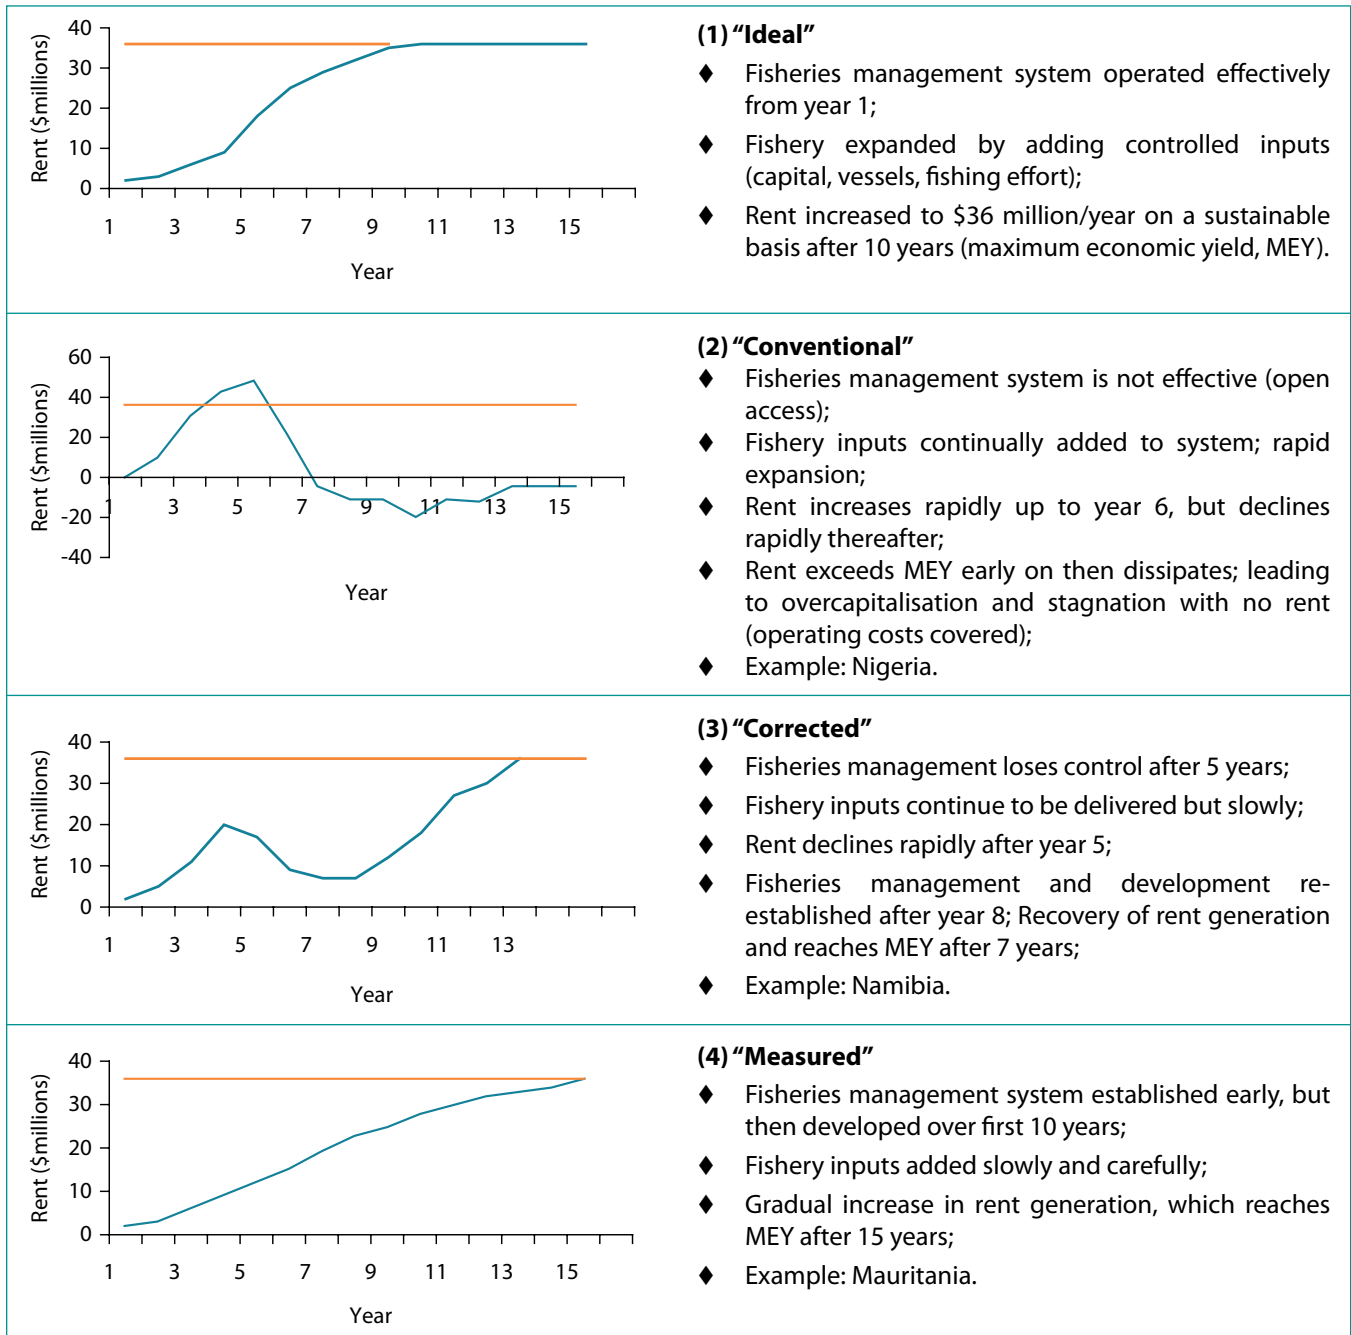 40
30
20
10
0
Rent ($millions)
1 3 5 7 9 11 13 15
Year
(1) “Ideal”
♦ Fisheries management system operated effectively
from year 1;
♦ Fishery expanded by adding controlled inputs
(capital, vessels, fishing effort);
♦ Rent increased to $36 million/year on a sustainable
basis after 10 years (maximum economic yield, MEY).
60
40
20
0
-20
-40
Rent ($millions)
1 3 5 7 9 11 13 15
Year
(2) “Conventional”
♦ Fisheries management system is not effective (open
access);
♦ Fishery inputs continually added to system; rapid
expansion;
♦ Rent increases rapidly up to year 6, but declines
rapidly thereafter;
♦ Rent exceeds MEY early on then dissipates; leading
to overcapitalisation and stagnation with no rent
(operating costs covered);
♦ Example: Nigeria.
40
30
20
10
0
Rent ($millions)
1 3 5 7 9 11 13
Year
(3) “Corrected”
♦ Fisheries management loses control after 5 years;
♦ Fishery inputs continue to be delivered but slowly;
♦ Rent declines rapidly after year 5;
♦ Fisheries management and development re-
established after year 8; Recovery of rent generation
and reaches MEY after 7 years;
♦ Example: Namibia.
40
30
20
10
0
Rent ($millions)
1 3 5 7 9 11 13 15
Year
(4) “Measured”
♦ Fisheries management system established early, but
then developed over first 10 years;
♦ Fishery inputs added slowly and carefully;
♦ Gradual increase in rent generation, which reaches
MEY after 15 years;
♦ Example: Mauritania.